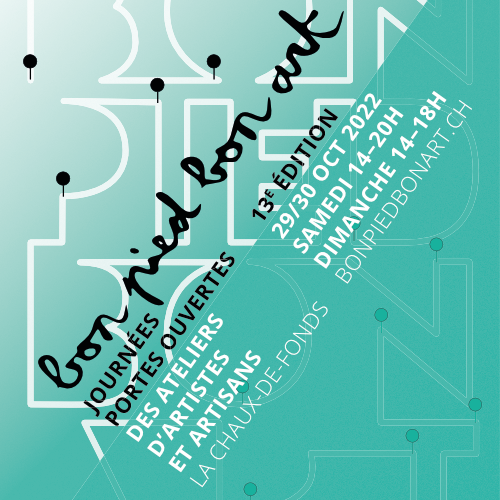 bon pied bon art
JOURNÉES
PORTES OUVERTES
DES ATELIERS
D'ARTISTES
ET ARTISANS
LA CHAUX-DE-FONDS
13E ÉDITION
29/30 OCT 2022
SAMEDI 14–20H
DIMANCHE 14–18H
BONPIEDBONART.CH